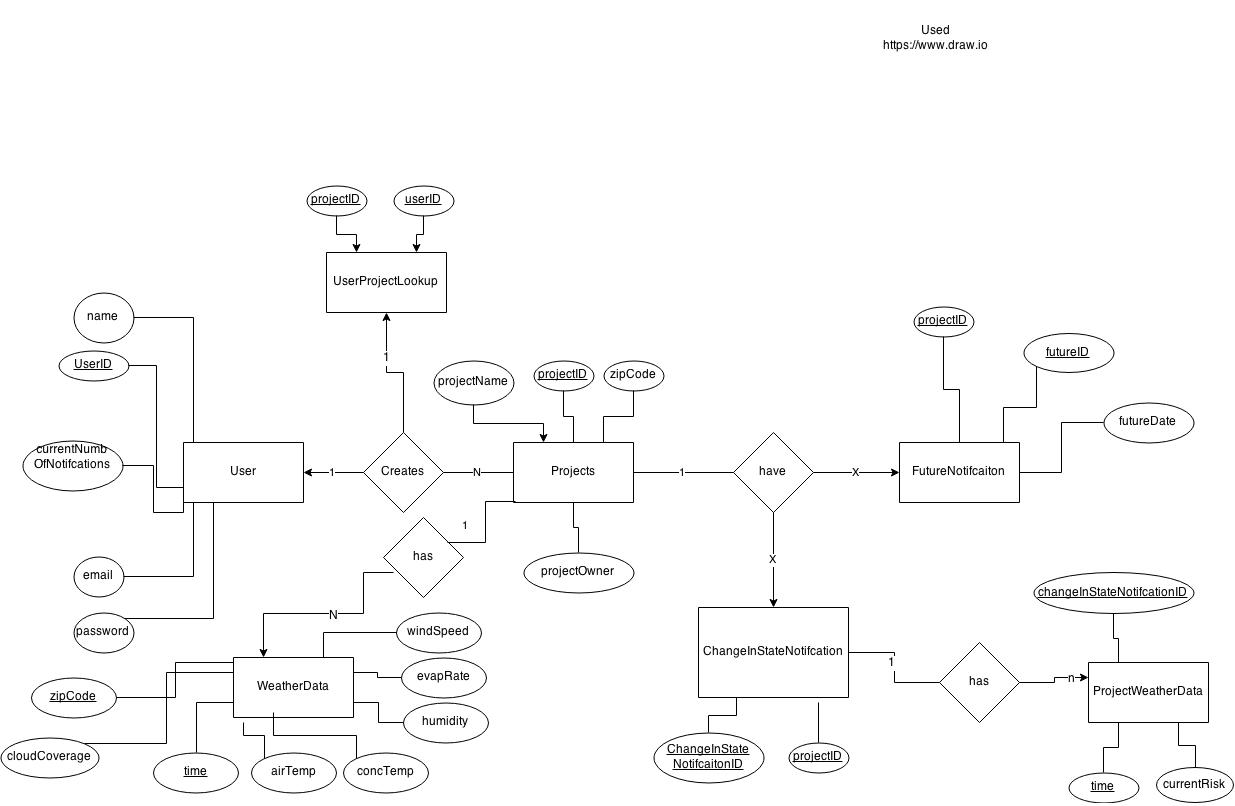 Used
https://www.draw.io
projectID
userID
UserProjectLookup
name
UserID
currentNumb
OfNotifcations
email
password
User
1
1
Creates
N
projectName
projectID
zipCode
Projects
projectOwner
1
has
N
1
have
X
X
projectID
futureID
futureDate
FutureNotifcaiton
windSpeed
evapRate
humidity
WeatherData
zipCode
cloudCoverage
time
airTemp
concTemp
ChangeInStateNotifcation
ChangeInState
NotifcaitonID
projectID
1
has
n
changeInStateNotifcationID
ProjectWeatherData
time
currentRisk